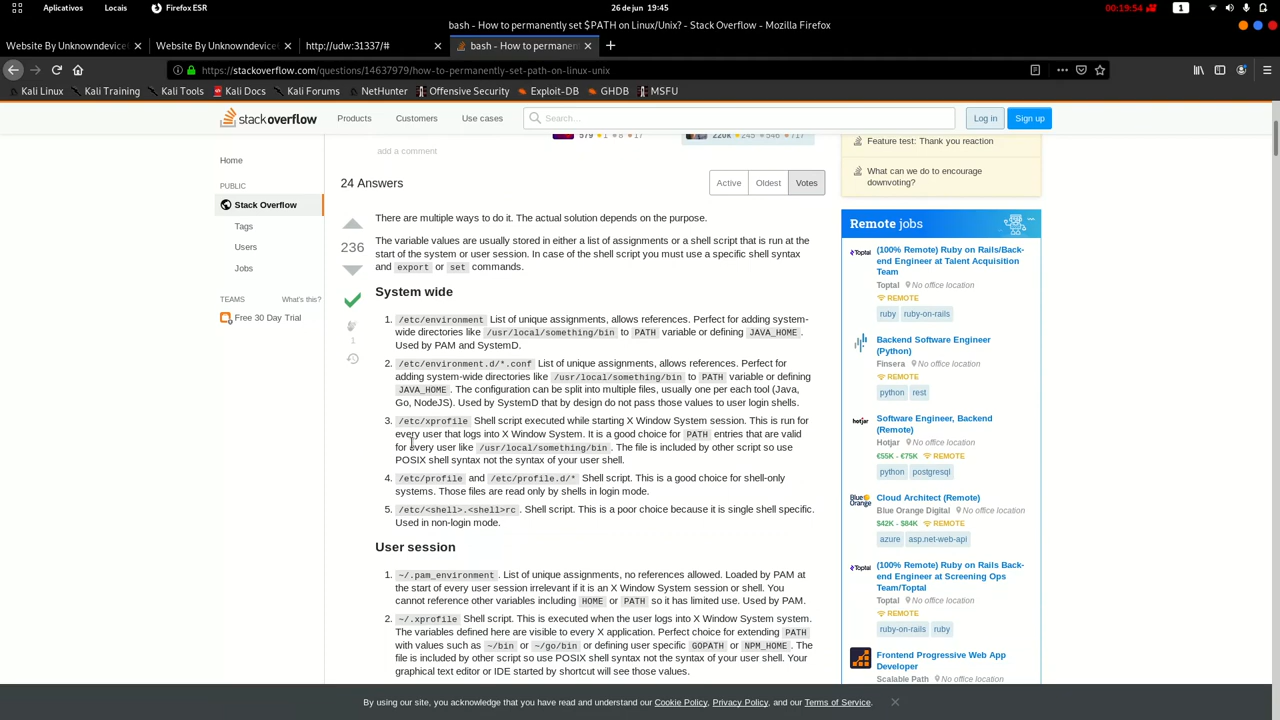 Aplicativos Locais Firefox ESR 26 de jun 19:45 00:19:54 1
bash - How to permanently set $PATH on Linux/Unix? - Stack Overflow - Mozilla Firefox
Website By Unknowndevice × Website By Unknowndevice × http://udw:31337/# × bash - How to permanen × +
https://stackoverflow.com/questions/14637979/how-to-permanently-set-path-on-linux-unix
Kali Linux Kali Training Kali Tools Kali Docs Kali Forums NetHunter Offensive Security Exploit-DB GHDB MSFU
stackoverflow Products Customers Use cases Search… Log in Sign up
Home
PUBLIC
Stack Overflow
Tags
Users
Jobs
TEAMS What's this?
Free 30 Day Trial
579 1 8 17 220k 245 546 717
add a comment
24 Answers Active Oldest Votes
236
1
There are multiple ways to do it. The actual solution depends on the purpose.
The variable values are usually stored in either a list of assignments or a shell script that is run at the
start of the system or user session. In case of the shell script you must use a specific shell syntax
and export or set commands.
System wide
1. /etc/environment List of unique assignments, allows references. Perfect for adding system-
wide directories like /usr/local/something/bin to PATH variable or defining JAVA_HOME.
Used by PAM and SystemD.
2. /etc/environment.d/*.conf List of unique assignments, allows references. Perfect for
adding system-wide directories like /usr/local/something/bin to PATH variable or defining
JAVA_HOME. The configuration can be split into multiple files, usually one per each tool (Java,
Go, NodeJS). Used by SystemD that by design do not pass those values to user login shells.
3. /etc/xprofile Shell script executed while starting X Window System session. This is run for
every user that logs into X Window System. It is a good choice for PATH entries that are valid
for every user like /usr/local/something/bin. The file is included by other script so use
POSIX shell syntax not the syntax of your user shell.
4. /etc/profile and /etc/profile.d/* Shell script. This is a good choice for shell-only
systems. Those files are read only by shells in login mode.
5. /etc/<shell>.<shell>rc. Shell script. This is a poor choice because it is single shell specific.
Used in non-login mode.
User session
1. ~/.pam_environment. List of unique assignments, no references allowed. Loaded by PAM at
the start of every user session irrelevant if it is an X Window System session or shell. You
cannot reference other variables including HOME or PATH so it has limited use. Used by PAM.
2. ~/.xprofile Shell script. This is executed when the user logs into X Window System system.
The variables defined here are visible to every X application. Perfect choice for extending PATH
with values such as ~/bin or ~/go/bin or defining user specific GOPATH or NPM_HOME. The
file is included by other script so use POSIX shell syntax not the syntax of your user shell. Your
graphical text editor or IDE started by shortcut will see those values.
Feature test: Thank you reaction
What can we do to encourage
downvoting?
Remote jobs
Toptal (100% Remote) Ruby on Rails/Back-
end Engineer at Talent Acquisition
Team
Toptal No office location
REMOTE
ruby ruby-on-rails
Backend Software Engineer
(Python)
Finsera No office location
REMOTE
python rest
hotjar Software Engineer, Backend
(Remote)
Hotjar No office location
€55K - €75K REMOTE
python postgresql
Blue Orange Cloud Architect (Remote)
Blue Orange Digital No office location
$42K - $84K REMOTE
azure asp.net-web-api
Toptal (100% Remote) Ruby on Rails Back-
end Engineer at Screening Ops
Team/Toptal
Toptal No office location
REMOTE
ruby-on-rails ruby
Frontend Progressive Web App
Developer
Scalable Path No office location
By using our site, you acknowledge that you have read and understand our Cookie Policy, Privacy Policy, and our Terms of Service.